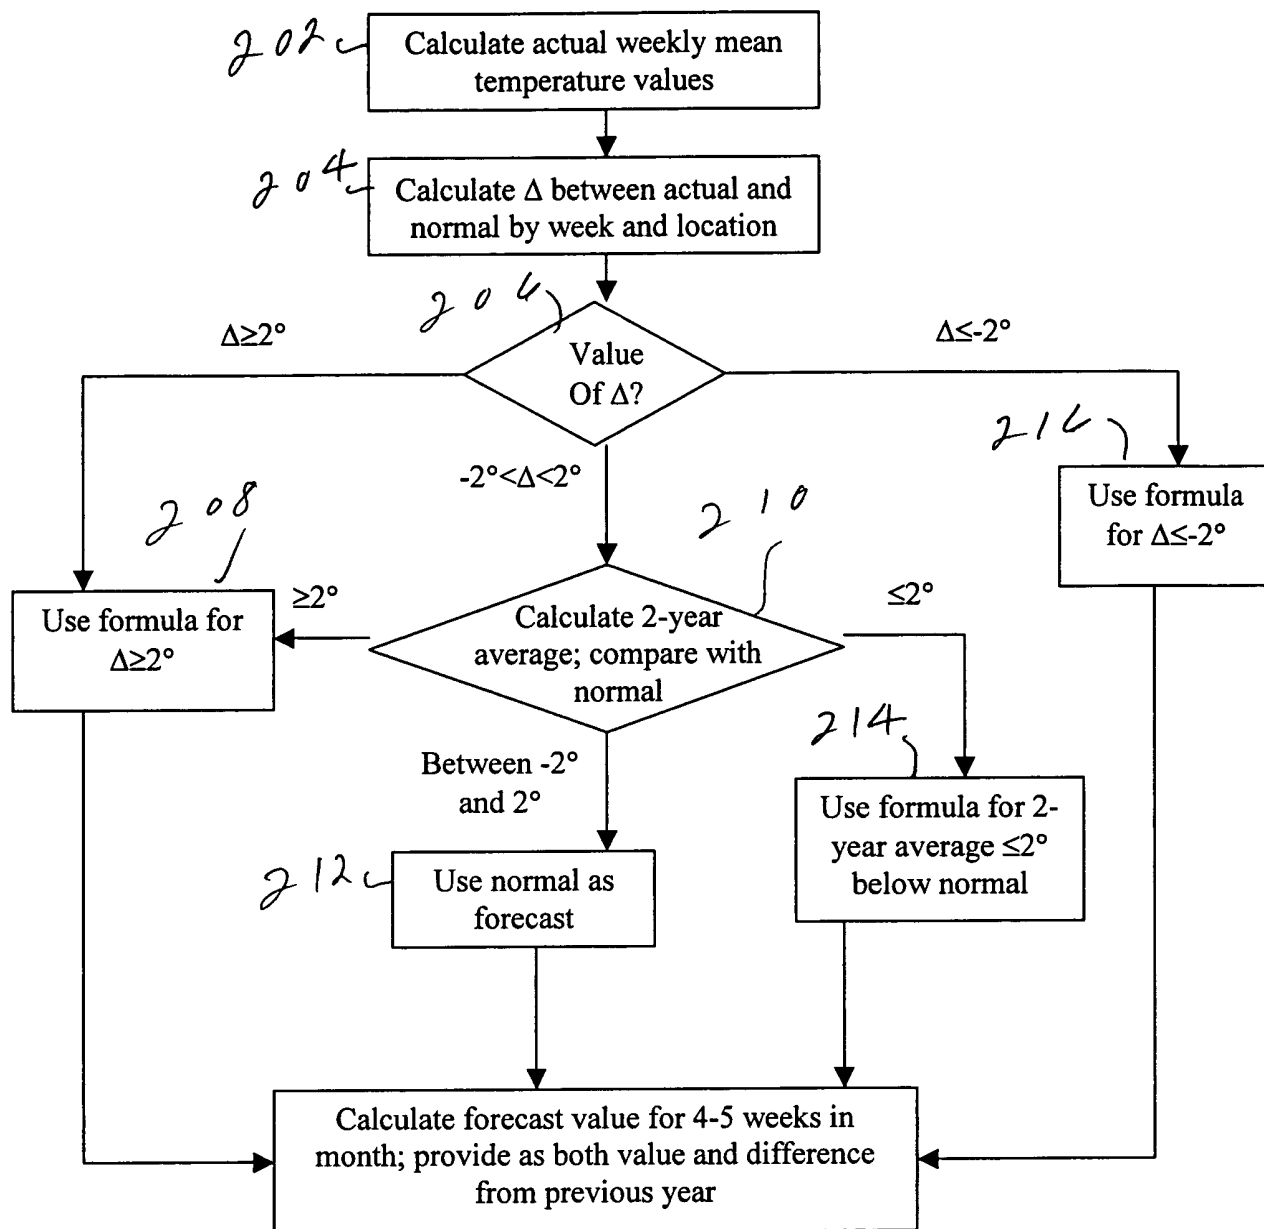 202
Calculate actual weekly mean
temperature values
204
Calculate Δ between actual and
normal by week and location
206
Δ≥2°
Δ≤-2°
Value
Of Δ?
216
-2°<Δ<2°
208
210
Use formula
for Δ≤-2°
≥2°
≤2°
Use formula for
Δ≥2°
Calculate 2-year
average; compare with
normal
214
Between -2°
and 2°
Use formula for 2-
year average ≤2°
below normal
212
Use normal as
forecast
Calculate forecast value for 4-5 weeks in
month; provide as both value and difference
from previous year